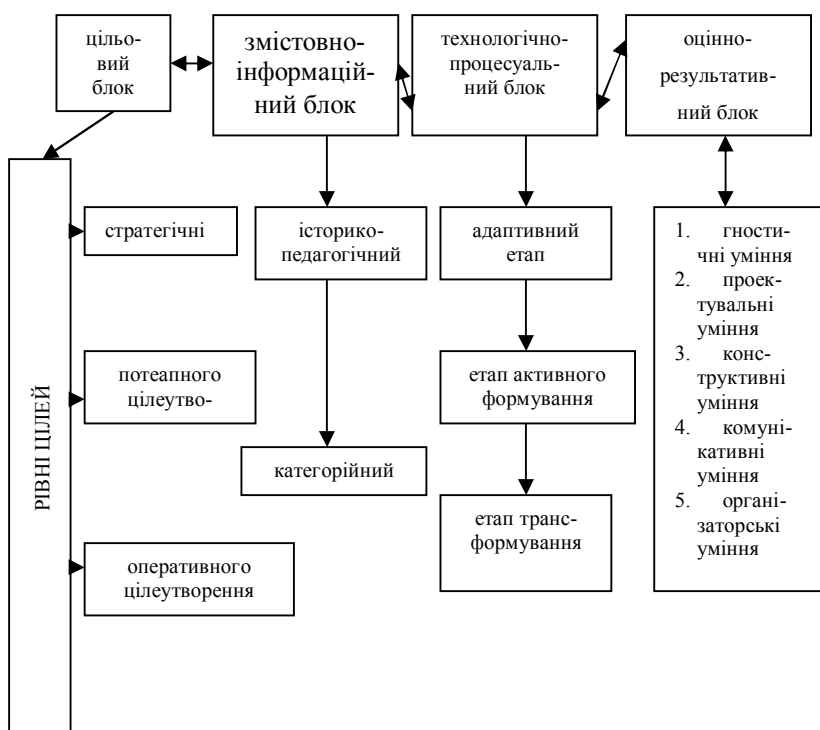 цільо-
вий
блок
змістовно-
інформацій-
ний блок
технологічно-
процесуаль-
ний блок
оцінно-
результатив-
ний блок
РІВНІ ЦІЛЕЙ
стратегічні
потеапного
цілеутво-
оперативного
цілеутворення
історико-
педагогічний
категорійний
адаптивний
етап
етап активного
формування
етап транс-
формування
1. гности-
чні уміння
2. проек-
тувальні
уміння
3. конс-
труктивні
уміння
4. комуні-
кативні
уміння
5. органі-
заторські
уміння